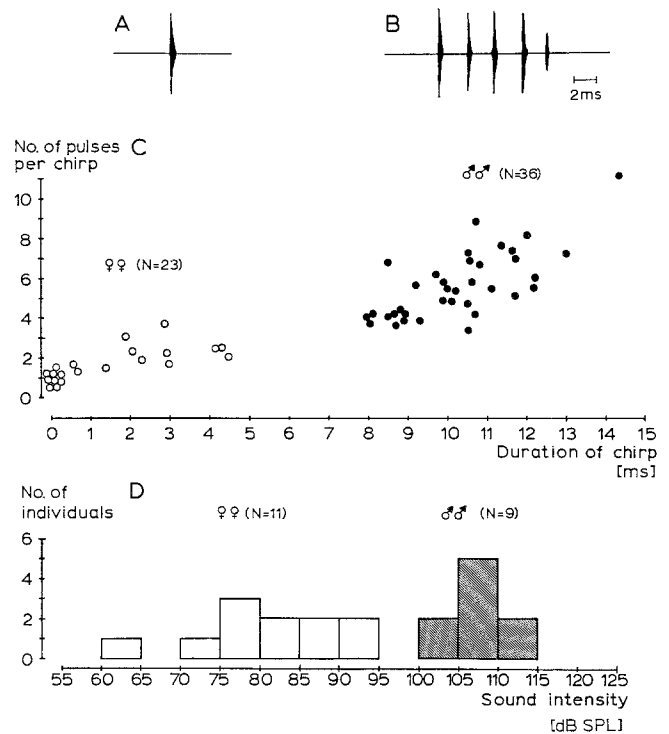 A
B
2ms
No. of pulses
per chirp
C
♂♂ (N=36)
♀♀ (N=23)
10
8
6
4
2
0
0 1 2 3 4 5 6 7 8 9 10 11 12 13 14 15
Duration of chirp
[ms]
No. of
individuals
D
♀♀ (N=11)
♂♂ (N=9)
6
4
2
0
55 60 65 70 75 80 85 90 95 100 105 110 115 120 125
Sound intensity
[dB SPL]